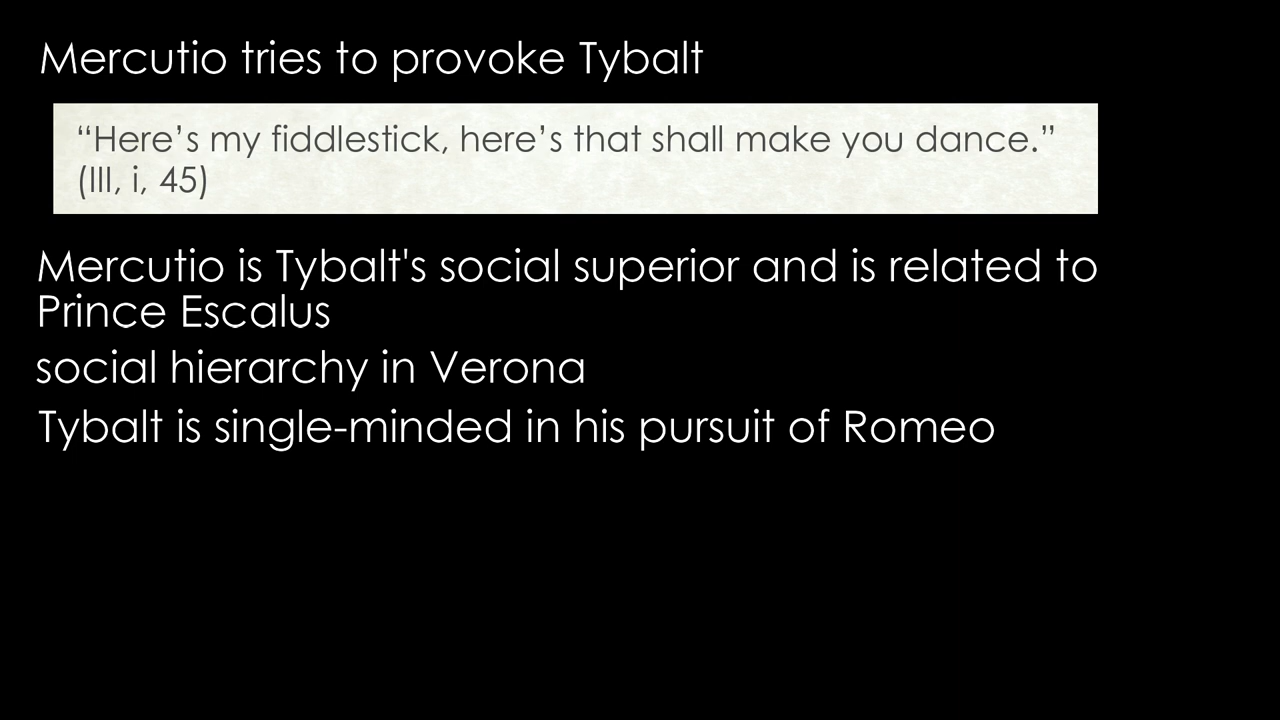 Mercutio tries to provoke Tybalt
“Here’s my fiddlestick, here’s that shall make you dance.”
(III, i, 45)
Mercutio is Tybalt's social superior and is related to
Prince Escalus
social hierarchy in Verona
Tybalt is single-minded in his pursuit of Romeo